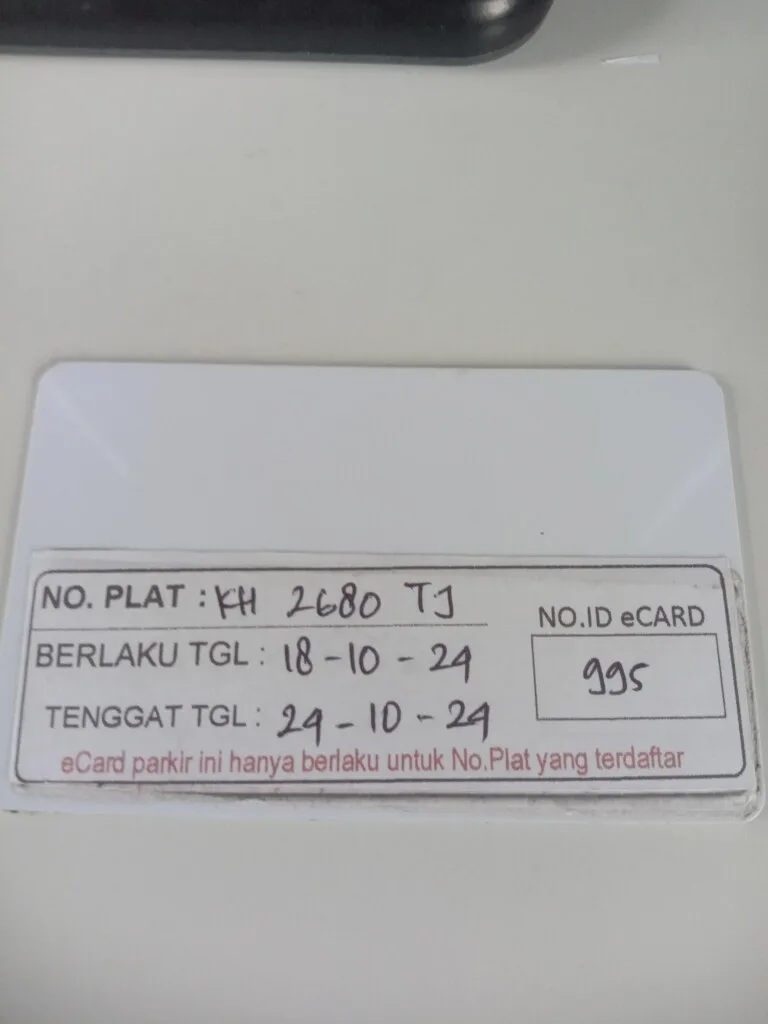 NO. PLAT : KH 2680 TJ
BERLAKU TGL : 18-10-24
TENGGAT TGL : 24-10-24
NO.ID eCARD
995
eCard parkir ini hanya berlaku untuk No.Plat yang terdaftar